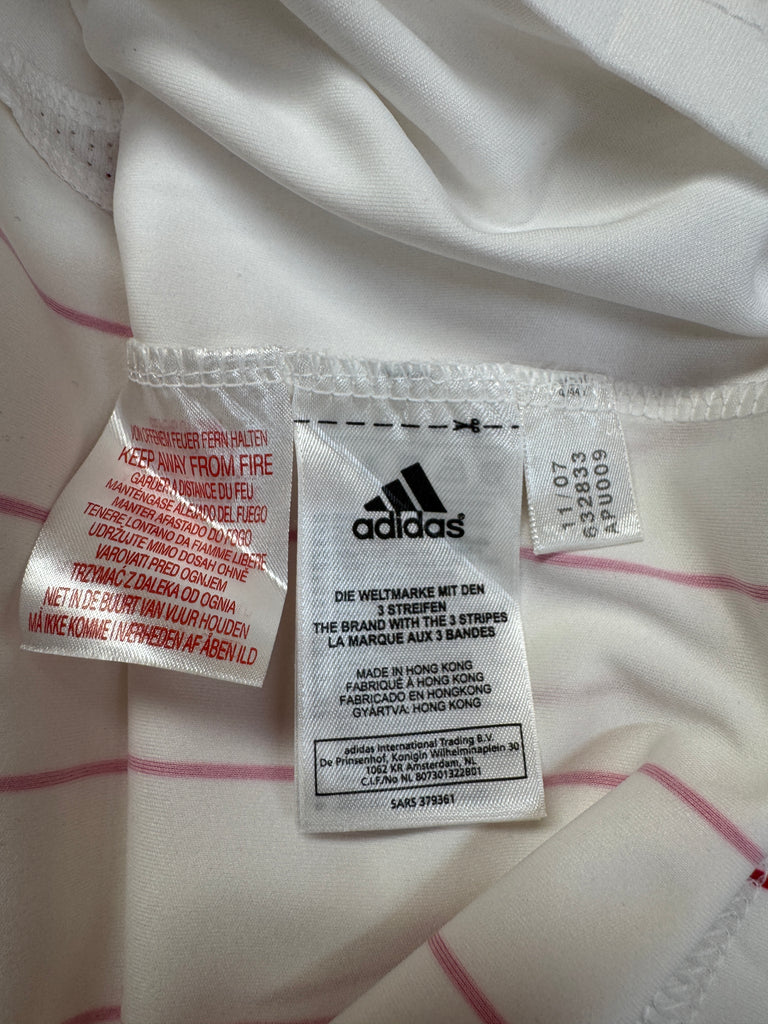 VON OFFENEM FEUER FERN HALTEN
KEEP AWAY FROM FIRE
GARDER A DISTANCE DU FEU
MANTÉNGASE ALEJADO DEL FUEGO
MANTER AFASTADO DO FOGO
TENERE LONTANO DA FIAMME LIBERE
UDRZUJTE MIMO DOSAH OHNĚ
VAROVATI PRED OGNJEM
TRZYMAĆ Z DALEKA OD OGNIA
NIET IN DE BUURT VAN VUUR HOUDEN
MÅ IKKE KOMME I NÆRHEDEN AF ÅBEN ILD
adidas®
DIE WELTMARKE MIT DEN
3 STREIFEN
THE BRAND WITH THE 3 STRIPES
LA MARQUE AUX 3 BANDES
MADE IN HONG KONG
FABRIQUÉ À HONG KONG
FABRICADO EN HONGKONG
GYÁRTVA: HONG KONG
adidas International Trading B.V.
De Prinsenhof, Konigin Wilhelminaplein 30
1062 KR Amsterdam, NL
C.I.F./No NL 807301322B01
SARS 379361
11/07
632833
APU009